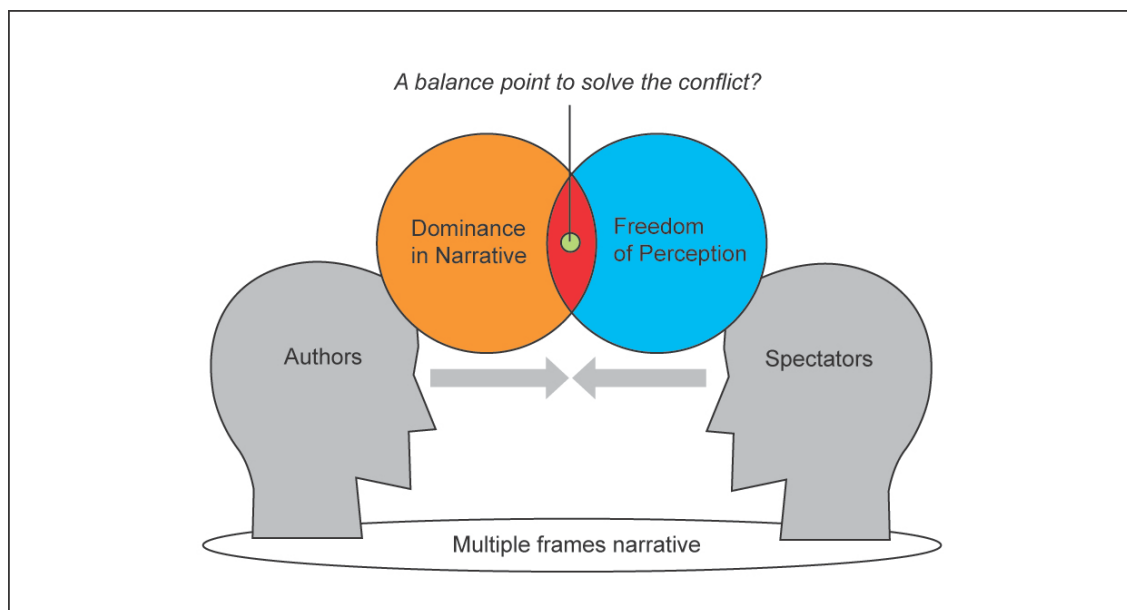 A balance point to solve the conflict?
Dominance
in Narrative
Freedom
of Perception
Authors
Spectators
Multiple frames narrative